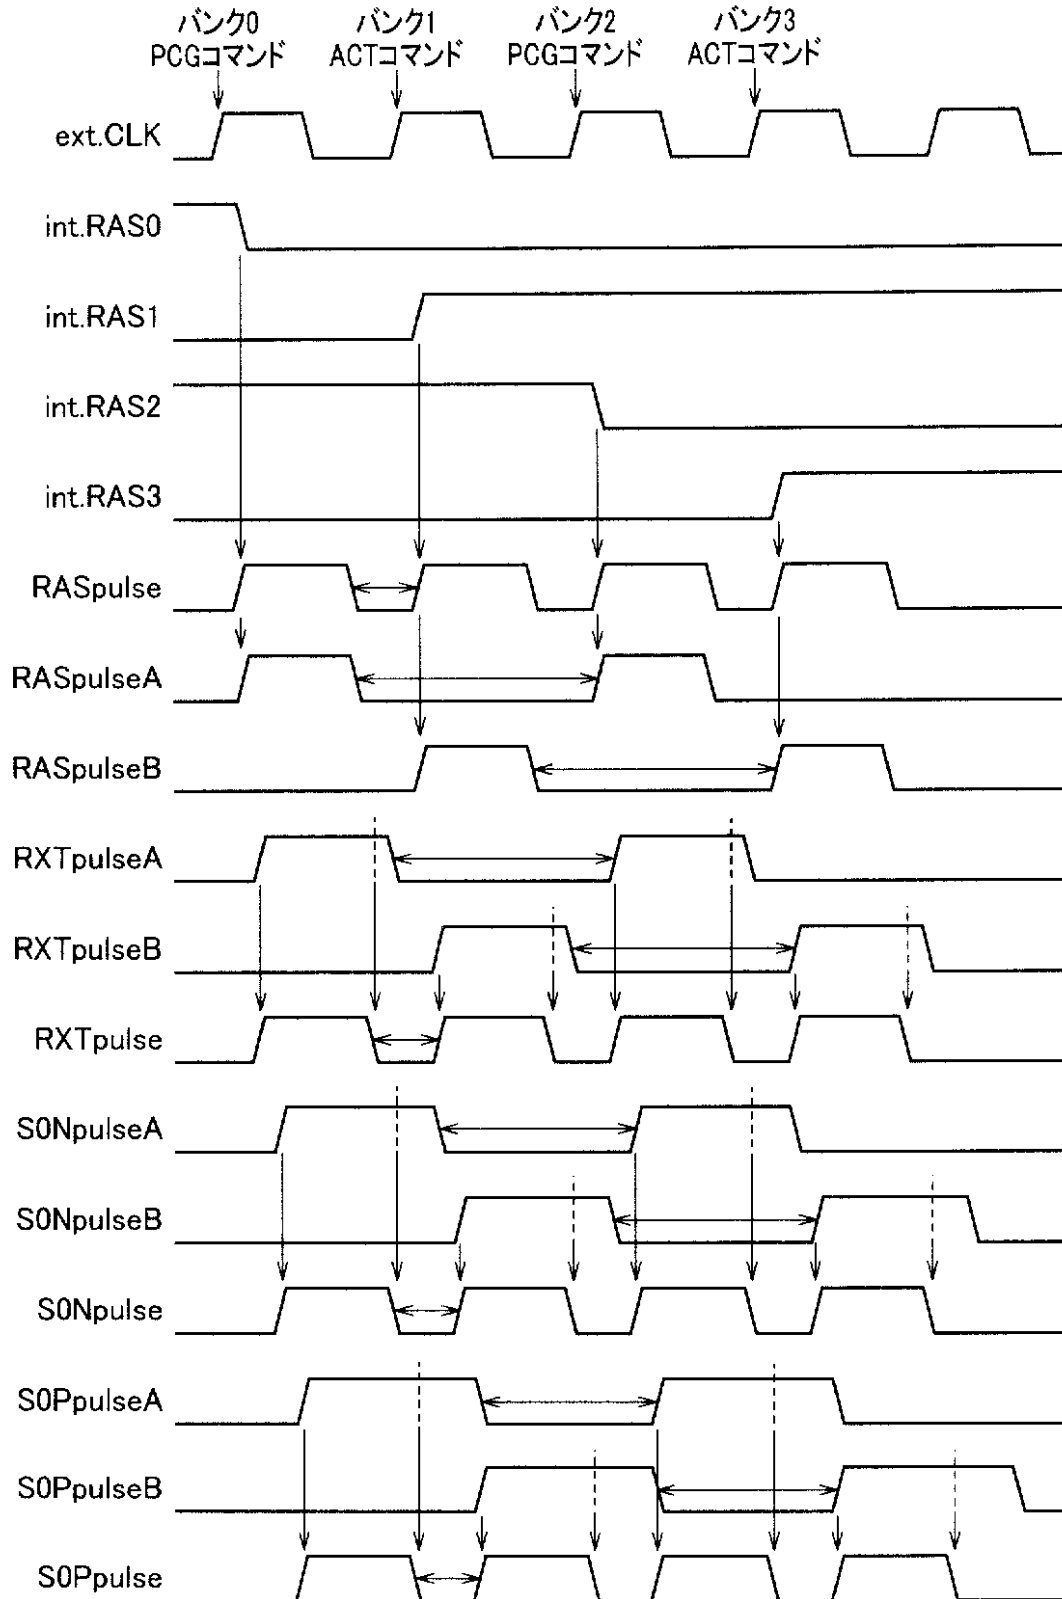 バンク0 バンク1 バンク2 バンク3
PCGコマンド ACTコマンド PCGコマンド ACTコマンド
ext.CLK
int.RAS0
int.RAS1
int.RAS2
int.RAS3
RASpulse
RASpulseA
RASpulseB
RXTpulseA
RXTpulseB
RXTpulse
S0NpulseA
S0NpulseB
S0Npulse
S0PpulseA
S0PpulseB
S0Ppulse